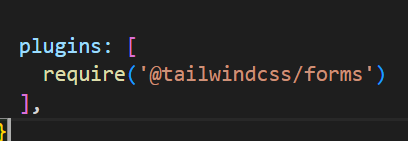 plugins: [
  require('@tailwindcss/forms')
],
}